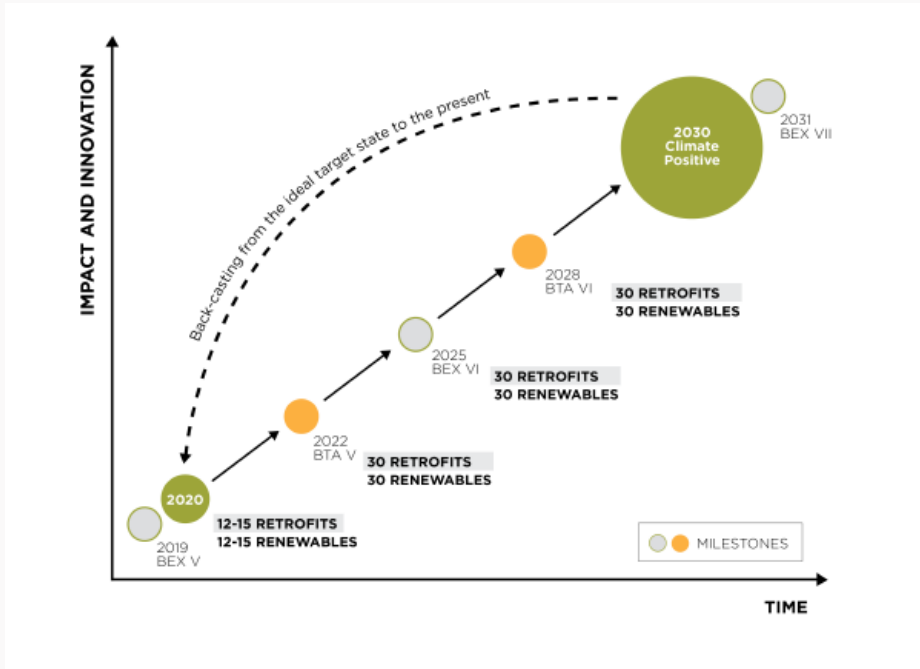 IMPACT AND INNOVATION
Back-casting from the ideal target state to the present
2030
Climate
Positive
2031
BEX VII
2028
BTA VI
30 RETROFITS
30 RENEWABLES
2025
BEX VI
30 RETROFITS
30 RENEWABLES
2022
BTA V
30 RETROFITS
30 RENEWABLES
2020
12-15 RETROFITS
12-15 RENEWABLES
2019
BEX V
MILESTONES
TIME